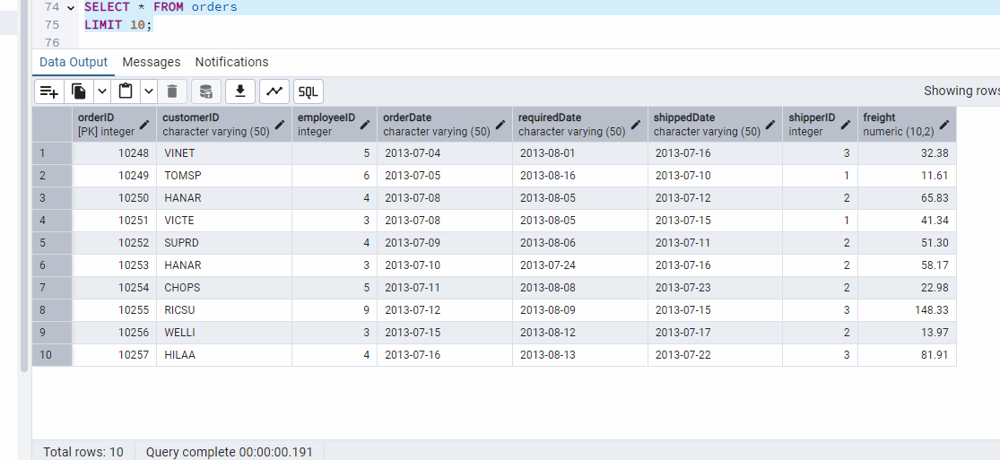 74 SELECT * FROM orders
75 LIMIT 10;
76
Data Output Messages Notifications
SQL
Showing rows
orderID customerID employeeID orderDate requiredDate shippedDate shipperID freight
[PK] integer character varying (50) integer character varying (50) character varying (50) character varying (50) integer numeric (10,2)
1 10248 VINET 5 2013-07-04 2013-08-01 2013-07-16 3 32.38
2 10249 TOMSP 6 2013-07-05 2013-08-16 2013-07-10 1 11.61
3 10250 HANAR 4 2013-07-08 2013-08-05 2013-07-12 2 65.83
4 10251 VICTE 3 2013-07-08 2013-08-05 2013-07-15 1 41.34
5 10252 SUPRD 4 2013-07-09 2013-08-06 2013-07-11 2 51.30
6 10253 HANAR 3 2013-07-10 2013-07-24 2013-07-16 2 58.17
7 10254 CHOPS 5 2013-07-11 2013-08-08 2013-07-23 2 22.98
8 10255 RICSU 9 2013-07-12 2013-08-09 2013-07-15 3 148.33
9 10256 WELLI 3 2013-07-15 2013-08-12 2013-07-17 2 13.97
10 10257 HILAA 4 2013-07-16 2013-08-13 2013-07-22 3 81.91
Total rows: 10 Query complete 00:00:00.191